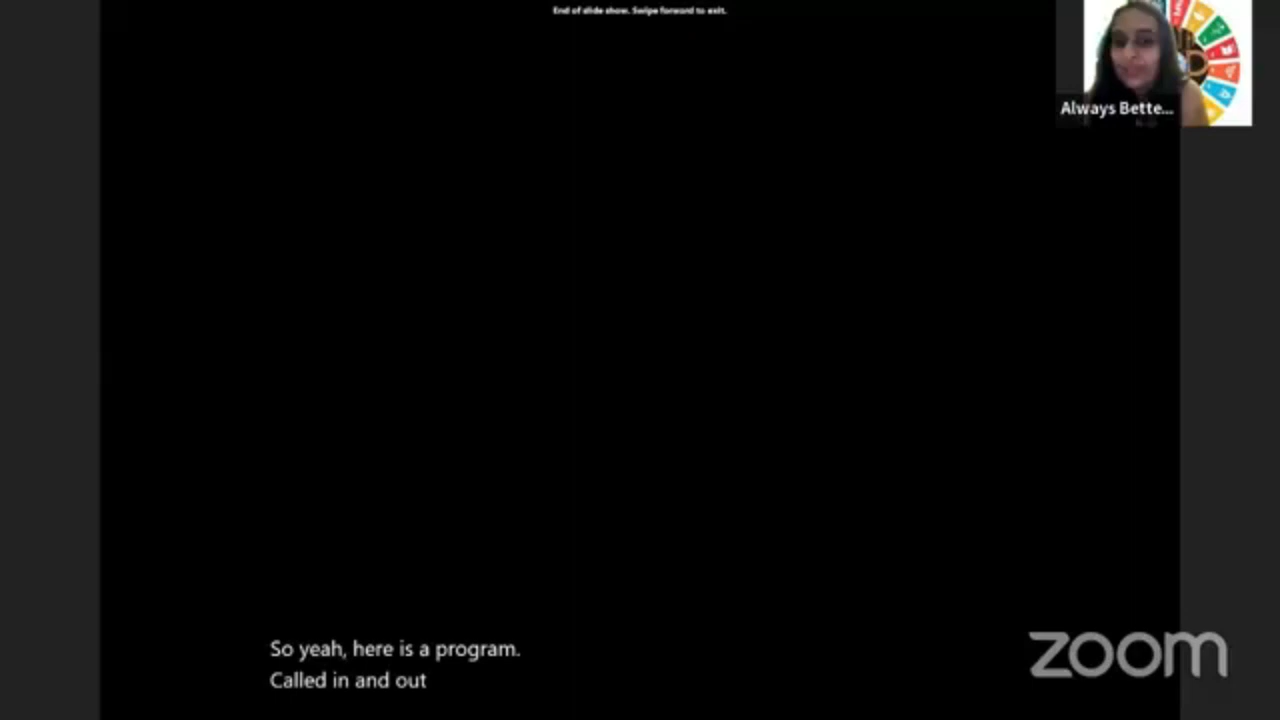 End of slide show. Swipe forward to exit.
Always Bette...
So yeah, here is a program.
Called in and out
zoom